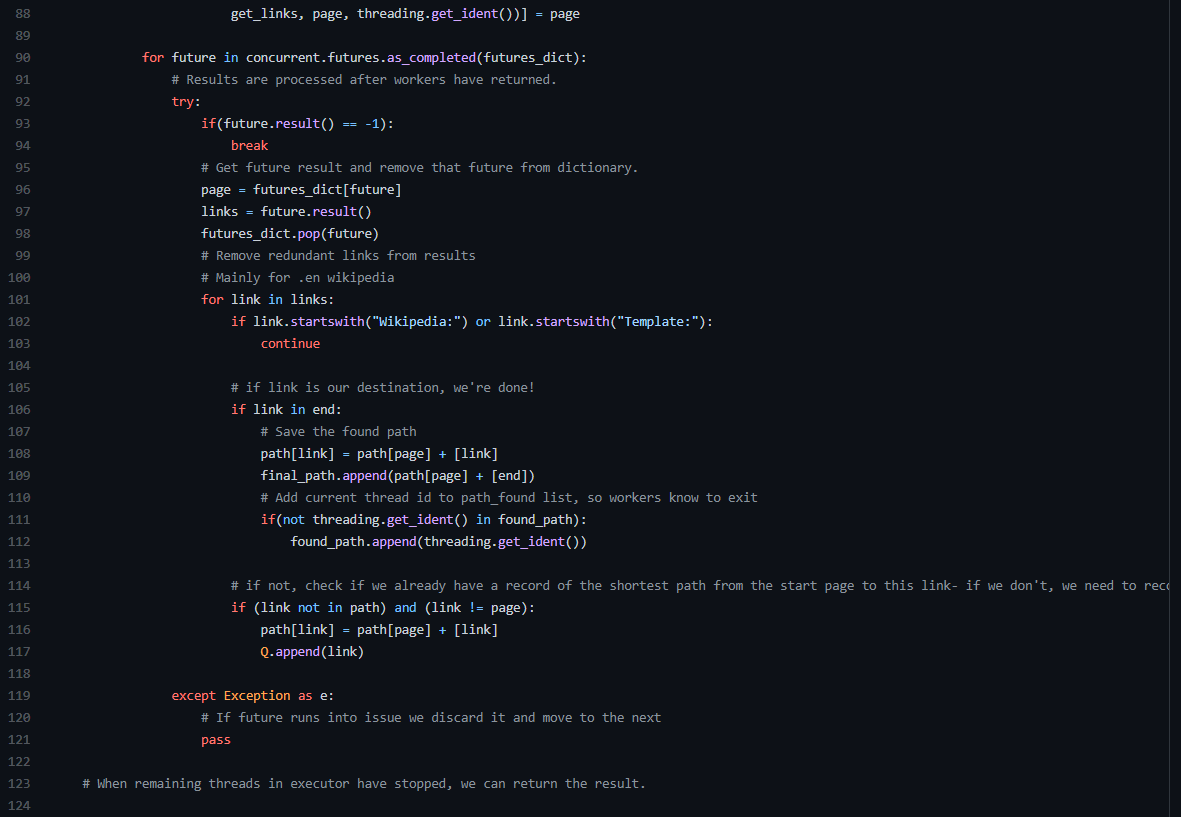 88 get_links, page, threading.get_ident())] = page
89
90 for future in concurrent.futures.as_completed(futures_dict):
91 # Results are processed after workers have returned.
92 try:
93 if(future.result() == -1):
94 break
95 # Get future result and remove that future from dictionary.
96 page = futures_dict[future]
97 links = future.result()
98 futures_dict.pop(future)
99 # Remove redundant links from results
100 # Mainly for .en wikipedia
101 for link in links:
102 if link.startswith("Wikipedia:") or link.startswith("Template:"):
103 continue
104
105 # if link is our destination, we're done!
106 if link in end:
107 # Save the found path
108 path[link] = path[page] + [link]
109 final_path.append(path[page] + [end])
110 # Add current thread id to path_found list, so workers know to exit
111 if(not threading.get_ident() in found_path):
112 found_path.append(threading.get_ident())
113
114 # if not, check if we already have a record of the shortest path from the start page to this link- if we don't, we need to rec
115 if (link not in path) and (link != page):
116 path[link] = path[page] + [link]
117 Q.append(link)
118
119 except Exception as e:
120 # If future runs into issue we discard it and move to the next
121 pass
122
123 # When remaining threads in executor have stopped, we can return the result.
124